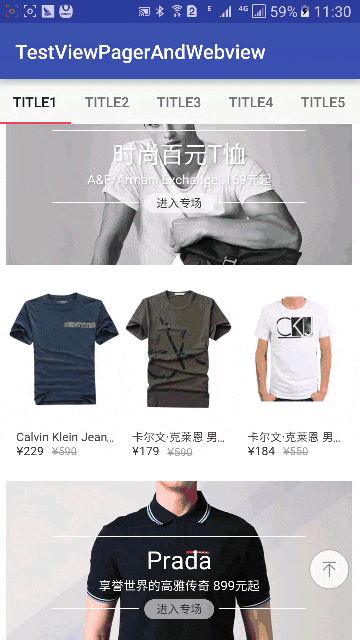 2 E 4G 59% 11:30
TestViewPagerAndWebview
TITLE1 TITLE2 TITLE3 TITLE4 TITLE5
时尚百元T恤
A&F/Armani Exchange...169元起
进入专场
CKJ
Calvin Klein Jean... 卡尔文·克莱恩 男... 卡尔文·克莱恩 男...
¥229 ¥590 ¥179 ¥590 ¥184 ¥550
Prada
享誉世界的高雅传奇 899元起
进入专场